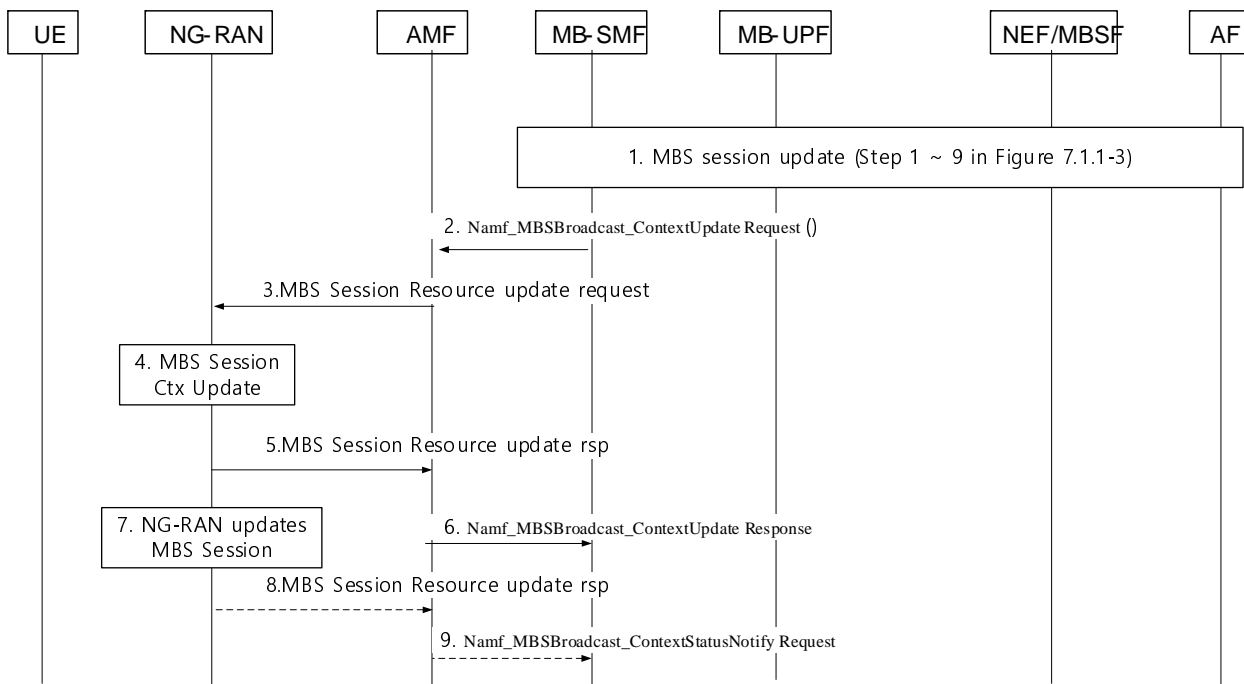 UE
NG-RAN
AMF
MB-SMF
MB-UPF
NEF/MBSF
AF
1. MBS session update (Step 1 ~ 9 in Figure 7.1.1-3)
2. Namf_MBSBroadcast_ContextUpdate Request ()
3.MBS Session Resource update request
4. MBS Session
Ctx Update
5.MBS Session Resource update rsp
7. NG-RAN updates
MBS Session
6. Namf_MBSBroadcast_ContextUpdate Response
8.MBS Session Resource update rsp
9. Namf_MBSBroadcast_ContextStatusNotify Request